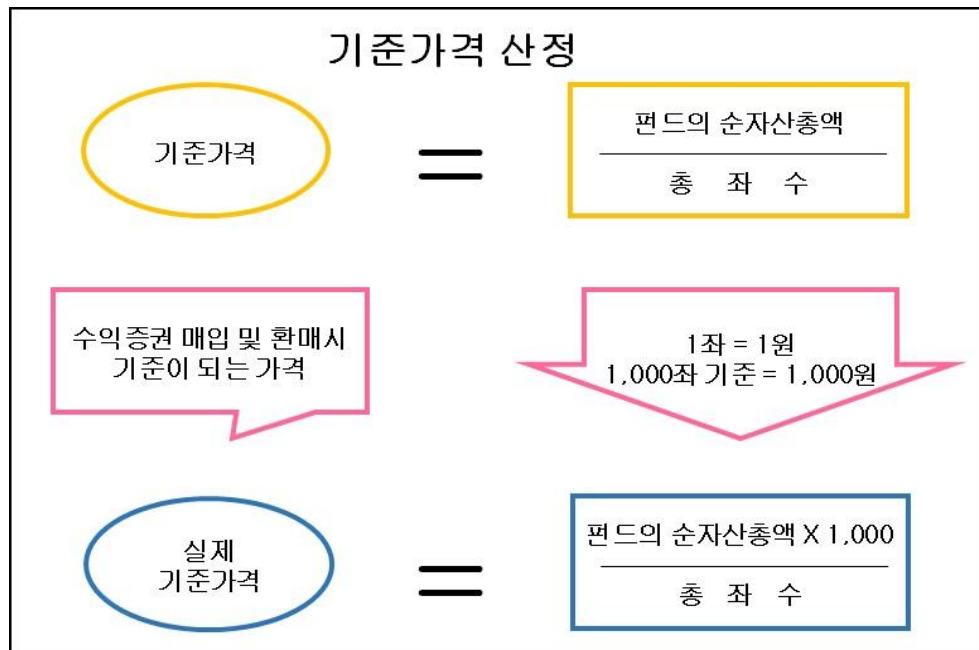 기준가격 산정
기준가격
=
펀드의 순자산총액
총 좌 수
수익증권 매입 및 환매시
기준이 되는 가격
1좌 = 1원
1,000좌 기준 = 1,000원
실제
기준가격
=
펀드의 순자산총액 X 1,000
총 좌 수